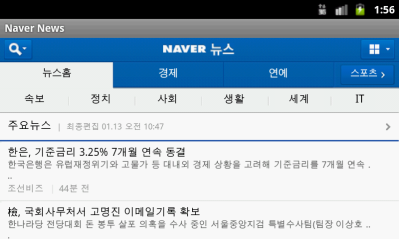 1:56
Naver News
NAVER 뉴스
뉴스홈 경제 연예 스포츠 >
속보 정치 사회 생활 세계 IT
주요뉴스 | 최종편집 01.13 오전 10:47 >
한은, 기준금리 3.25% 7개월 연속 동결
한국은행은 유럽재정위기와 고물가 등 대내외 경제 상황을 고려해 기준금리를 7개월 연속 .
..
조선비즈 | 44분 전
檢, 국회사무처서 고명진 이메일기록 확보
한나라당 전당대회 돈 봉투 살포 의혹을 수사 중인 서울중앙지검 특별수사팀(팀장 이상호 ..
.